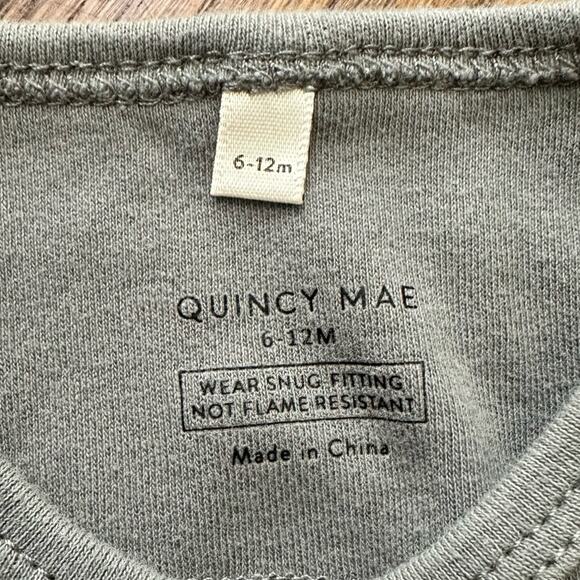 6-12m
QUINCY MAE
6-12M
WEAR SNUG FITTING
NOT FLAME RESISTANT
Made in China